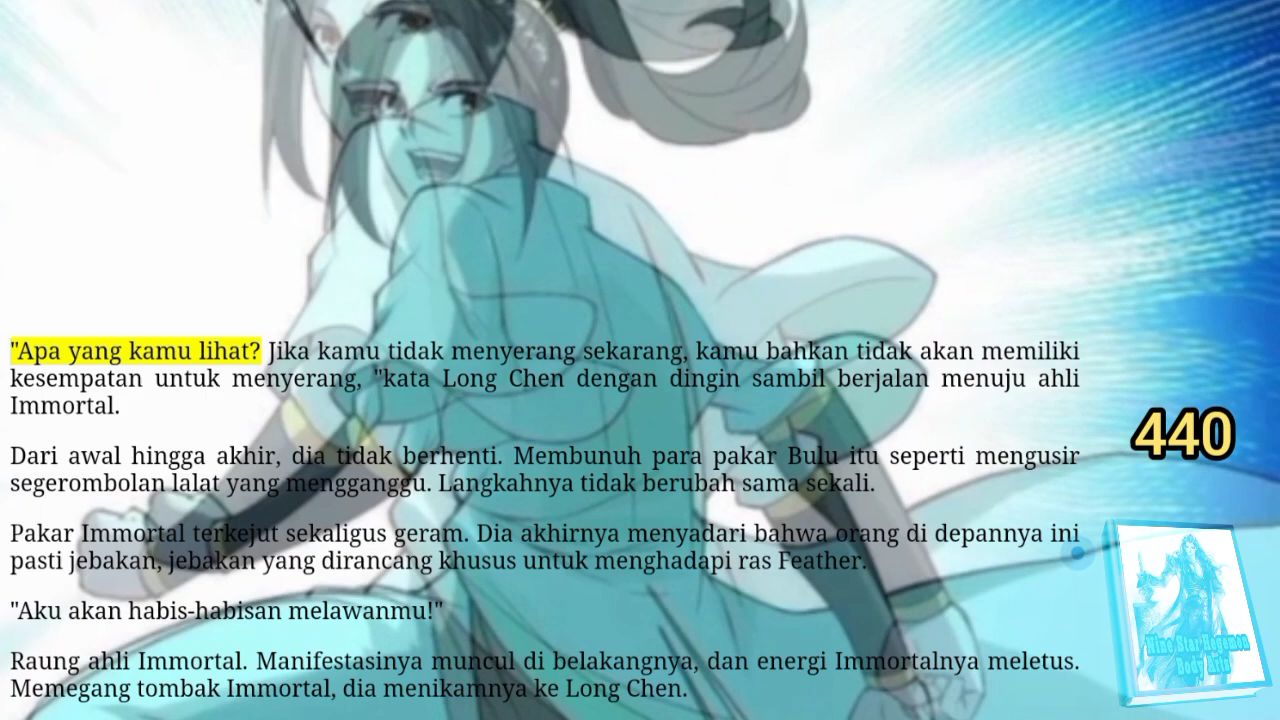 "Apa yang kamu lihat? Jika kamu tidak menyerang sekarang, kamu bahkan tidak akan memiliki
kesempatan untuk menyerang, "kata Long Chen dengan dingin sambil berjalan menuju ahli
Immortal.
Dari awal hingga akhir, dia tidak berhenti. Membunuh para pakar Bulu itu seperti mengusir
segerombolan lalat yang mengganggu. Langkahnya tidak berubah sama sekali.
Pakar Immortal terkejut sekaligus geram. Dia akhirnya menyadari bahwa orang di depannya ini
pasti jebakan, jebakan yang dirancang khusus untuk menghadapi ras Feather.
"Aku akan habis-habisan melawanmu!"
Raung ahli Immortal. Manifestasinya muncul di belakangnya, dan energi Immortalnya meletus.
Memegang tombak Immortal, dia menikamnya ke Long Chen.
440
Nine Star Hegemon
Body Arts